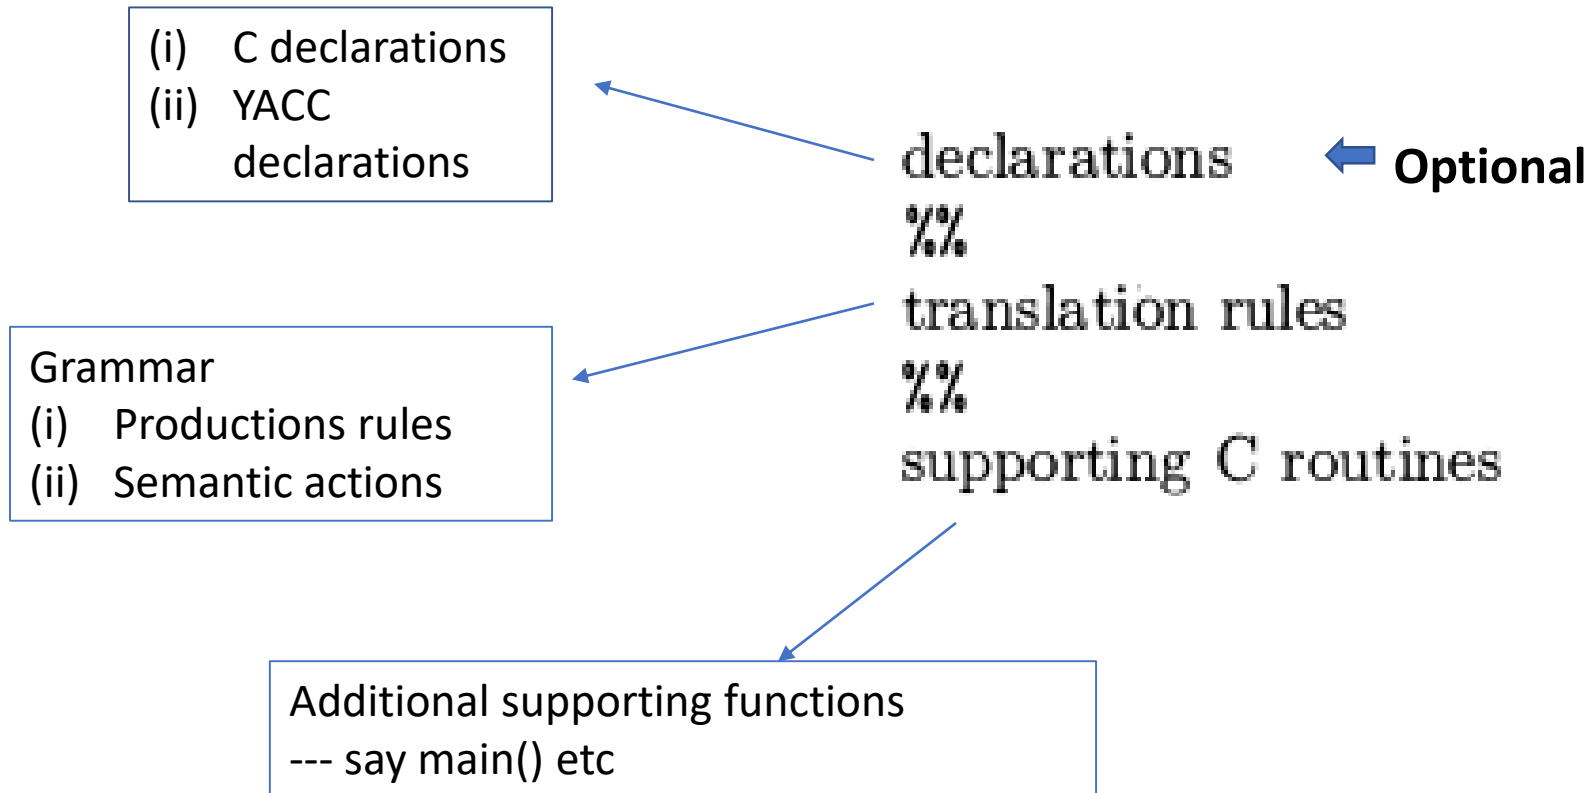 (i) C declarations
(ii) YACC
declarations
declarations
Optional
%%
translation rules
%%
supporting C routines
Grammar
(i) Productions rules
(ii) Semantic actions
Additional supporting functions
--- say main() etc